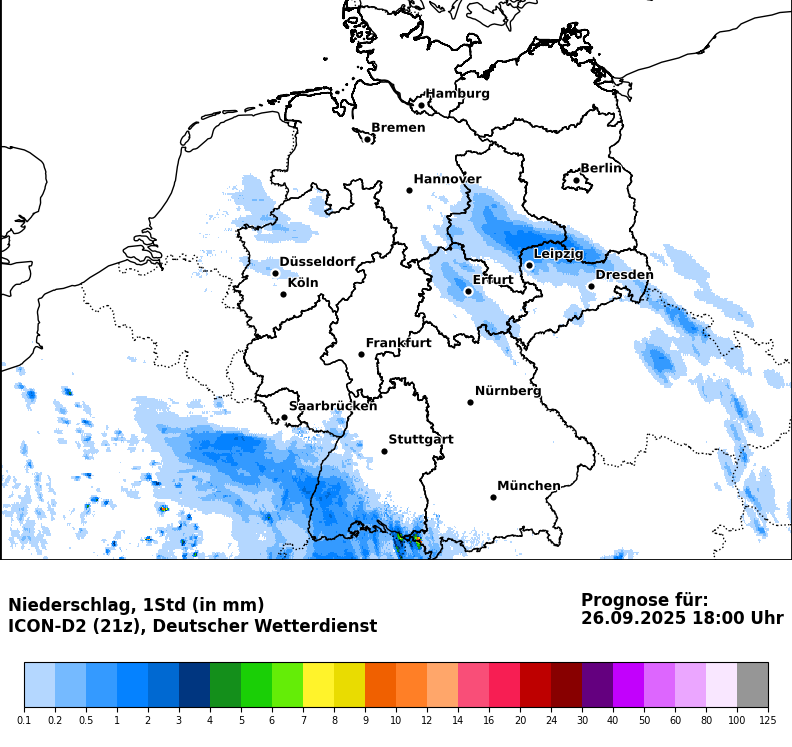 Hamburg
Bremen
Berlin
Hannover
Leipzig
Düsseldorf
Dresden
Köln
Erfurt
Frankfurt
Nürnberg
Saarbrücken
Stuttgart
München
Niederschlag, 1Std (in mm)
ICON-D2 (21z), Deutscher Wetterdienst
Prognose für:
26.09.2025 18:00 Uhr
0.1 0.2 0.5 1 2 3 4 5 6 7 8 9 10 12 14 16 20 24 30 40 50 60 80 100 125